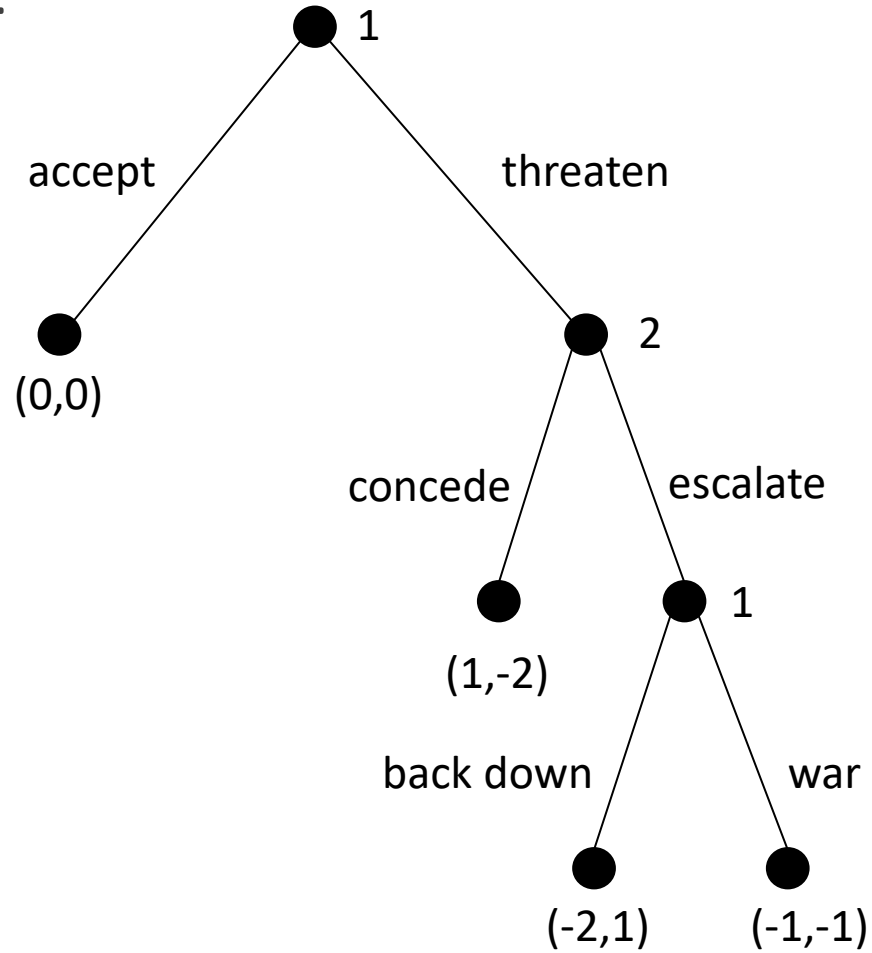 1
accept
threaten
2
(0,0)
concede
escalate
1
(1,-2)
back down
war
(-2,1)
(-1,-1)